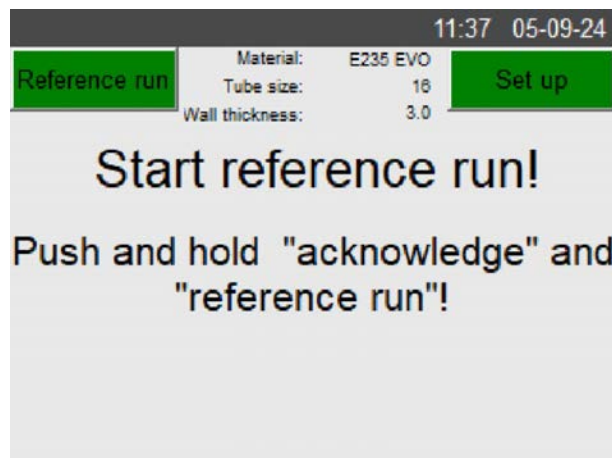 11:37 05-09-24
Reference run
Material: E235 EVO
Tube size: 16
Wall thickness: 3.0
Set up
Start reference run!
Push and hold "acknowledge" and
"reference run"!